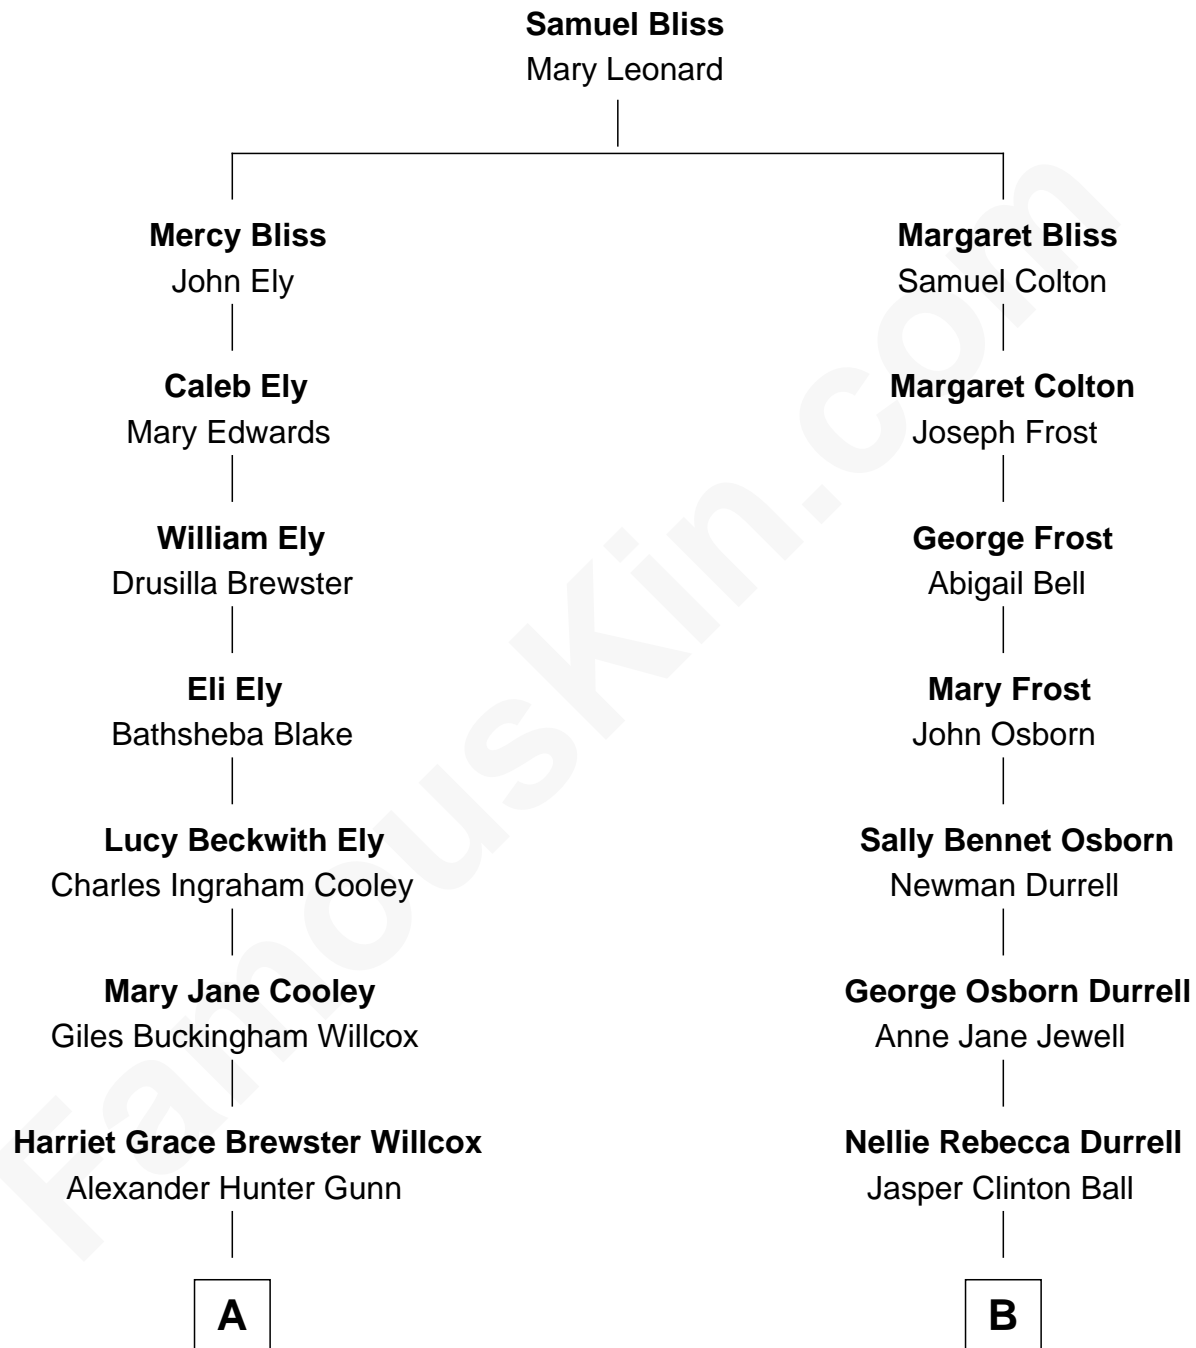 Samuel Bliss
Mary Leonard
Mercy Bliss
John Ely
Margaret Bliss
Samuel Colton
Caleb Ely
Mary Edwards
Margaret Colton
Joseph Frost
William Ely
Drusilla Brewster
George Frost
Abigail Bell
Eli Ely
Bathsheba Blake
Mary Frost
John Osborn
Lucy Beckwith Ely
Charles Ingraham Cooley
Sally Bennet Osborn
Newman Durrell
Mary Jane Cooley
Giles Buckingham Willcox
George Osborn Durrell
Anne Jane Jewell
Harriet Grace Brewster Willcox
Alexander Hunter Gunn
Nellie Rebecca Durrell
Jasper Clinton Ball
A
B
FamousKin.com